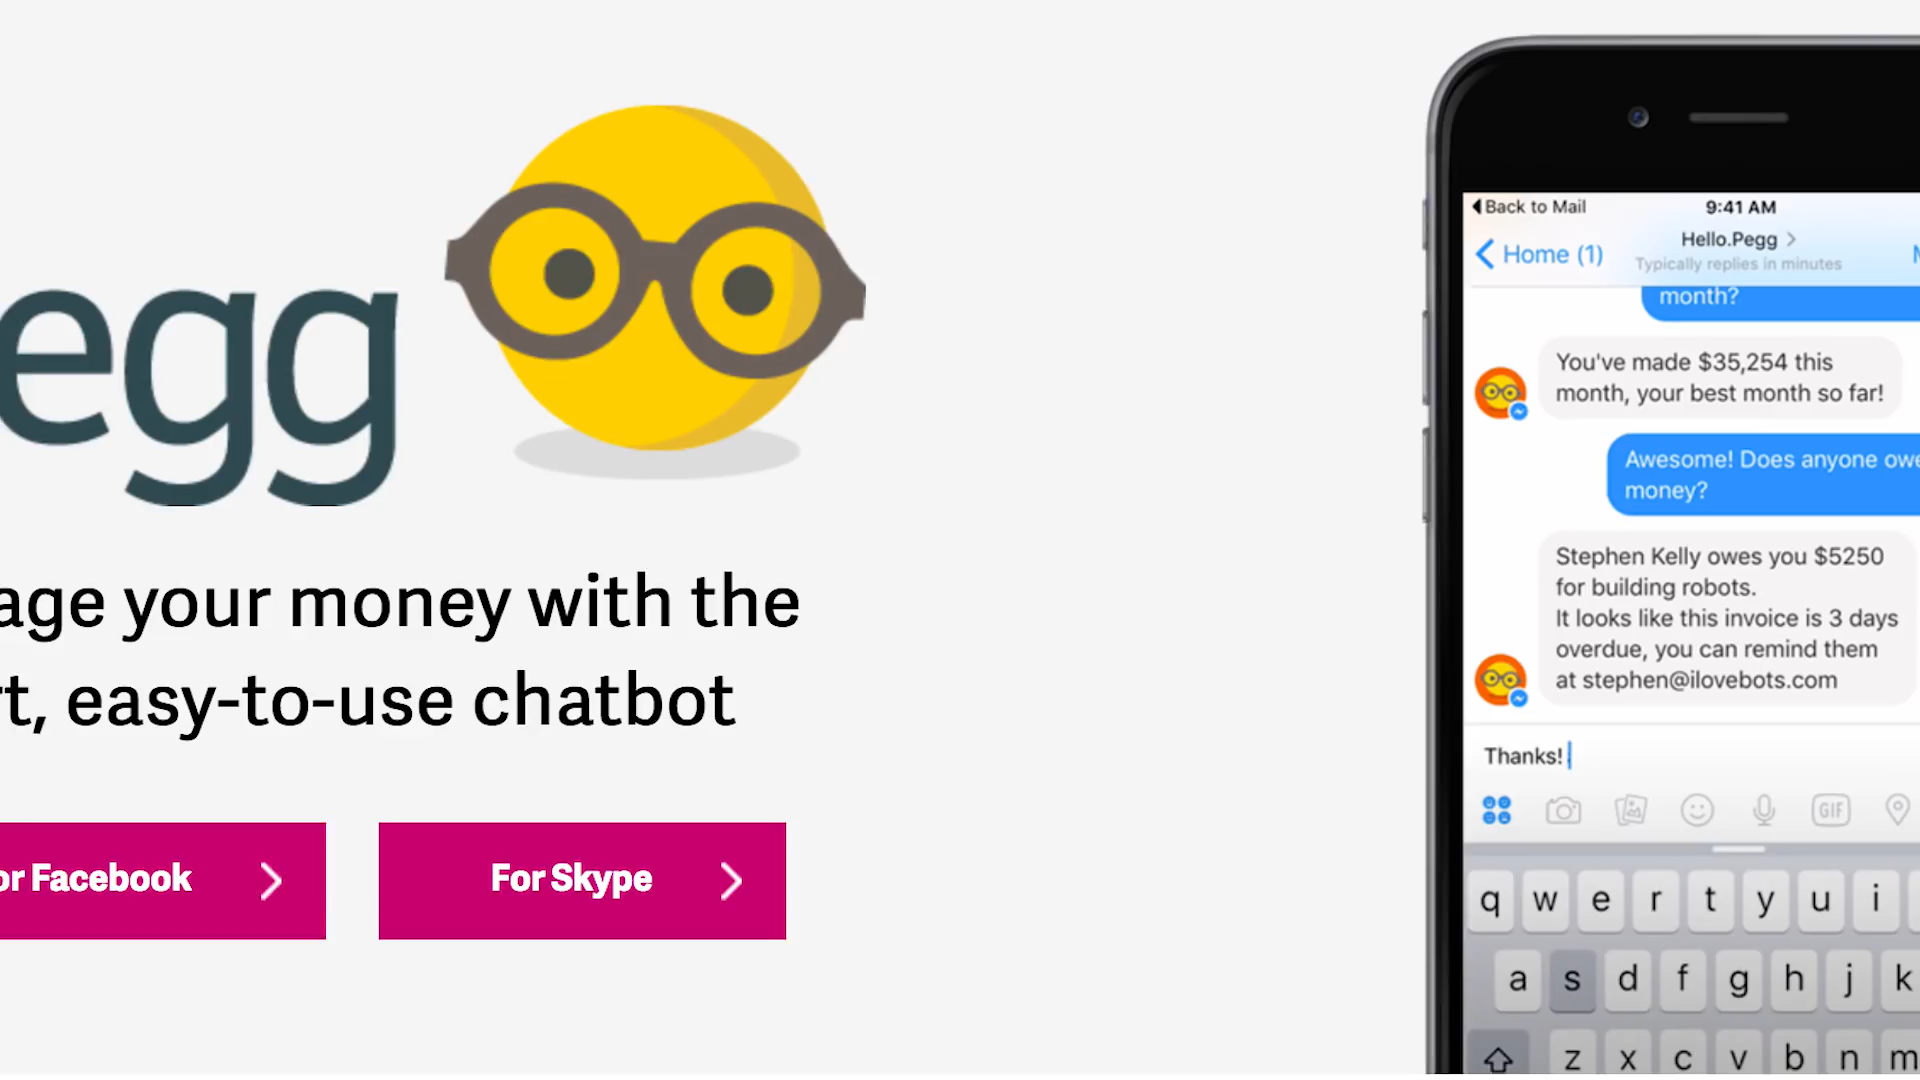 egg
age your money with the
rt, easy-to-use chatbot
or Facebook
For Skype
Back to Mail
9:41 AM
Hello.Pegg
Home (1)
Typically replies in minutes
month?
You've made $35,254 this
month, your best month so far!
Awesome! Does anyone owe
money?
Stephen Kelly owes you $5250
for building robots.
It looks like this invoice is 3 days
overdue, you can remind them
at stephen@ilovebots.com
Thanks!
GIF
q w e r t y u i
a s d f g h j k
z x c v b n m